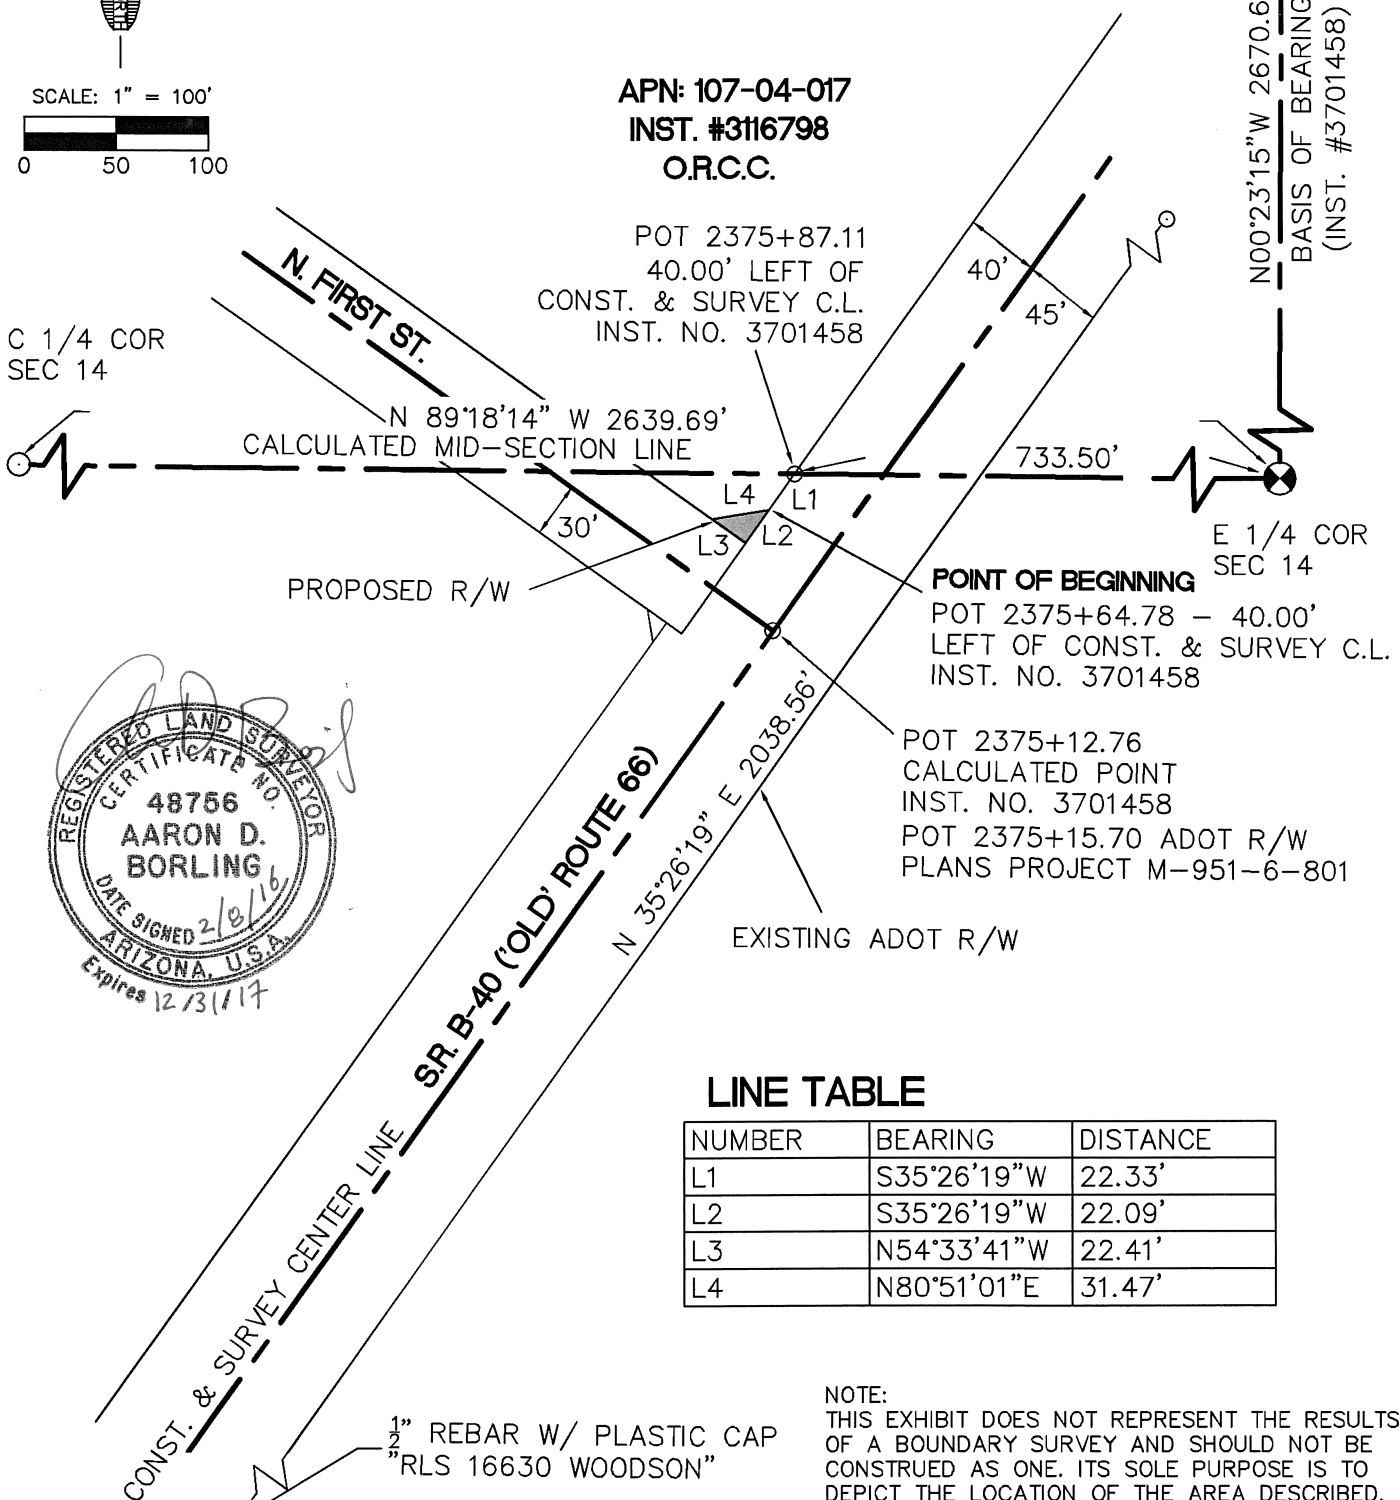 SCALE: 1" = 100'
0 50 100
APN: 107-04-017
INST. #3116798
O.R.C.C.
N00°23'15"W 2670.6
BASIS OF BEARING
(INST. #3701458)
POT 2375+87.11
40.00' LEFT OF
CONST. & SURVEY C.L.
INST. NO. 3701458
40'
45'
N. FIRST ST.
C 1/4 COR
SEC 14
N 89°18'14" W 2639.69'
CALCULATED MID-SECTION LINE
733.50'
L4
L1
L3
L2
30'
E 1/4 COR
SEC 14
PROPOSED R/W
POINT OF BEGINNING
POT 2375+64.78 - 40.00'
LEFT OF CONST. & SURVEY C.L.
INST. NO. 3701458
POT 2375+12.76
CALCULATED POINT
INST. NO. 3701458
POT 2375+15.70 ADOT R/W
PLANS PROJECT M-951-6-801
REGISTERED LAND SURVEYOR
CERTIFICATE NO.
48756
AARON D.
BORLING
DATE SIGNED 2/8/16
ARIZONA, U.S.A.
Expires 12/31/17
N 35°26'19" E 2038.56'
EXISTING ADOT R/W
S.R. B-40 ('OLD' ROUTE 66)
CONST. & SURVEY CENTER LINE
LINE TABLE
NUMBER BEARING DISTANCE
L1 S35°26'19"W 22.33'
L2 S35°26'19"W 22.09'
L3 N54°33'41"W 22.41'
L4 N80°51'01"E 31.47'
½" REBAR W/ PLASTIC CAP
"RLS 16630 WOODSON"
NOTE:
THIS EXHIBIT DOES NOT REPRESENT THE RESULTS
OF A BOUNDARY SURVEY AND SHOULD NOT BE
CONSTRUED AS ONE. ITS SOLE PURPOSE IS TO
DEPICT THE LOCATION OF THE AREA DESCRIBED.